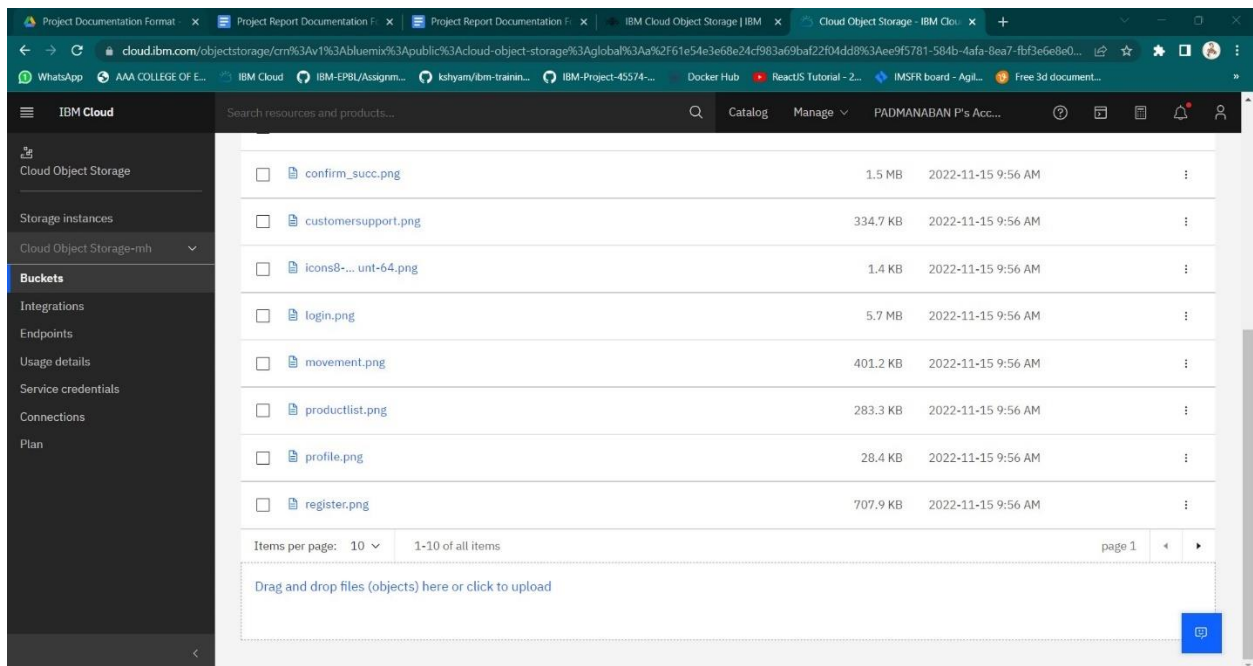 Project Documentation Format -
Project Report Documentation Fo
Project Report Documentation Fo
IBM Cloud Object Storage | IBM
Cloud Object Storage - IBM Clou
cloud.ibm.com/objectstorage/crn%3Av1%3Abluemix%3Apublic%3Acloud-object-storage%3Aglobal%3Aa%2F61e54e3e68e24cf983a69baf22f04dd8%3Aee9f5781-584b-4afa-8ea7-fbf3e6e8e0...
WhatsApp
AAA COLLEGE OF E...
IBM Cloud
IBM-EPBL/Assignm...
kshyam/ibm-trainin...
IBM-Project-45574-...
Docker Hub
ReactJS Tutorial - 2...
IMSFR board - Agil...
Free 3d document...
»
IBM Cloud
Search resources and products...
Catalog
Manage
PADMANABAN P's Acc...
Cloud Object Storage
Storage instances
Cloud Object Storage-mh
Buckets
Integrations
Endpoints
Usage details
Service credentials
Connections
Plan
confirm_succ.png 1.5 MB 2022-11-15 9:56 AM
customersupport.png 334.7 KB 2022-11-15 9:56 AM
icons8-... unt-64.png 1.4 KB 2022-11-15 9:56 AM
login.png 5.7 MB 2022-11-15 9:56 AM
movement.png 401.2 KB 2022-11-15 9:56 AM
productlist.png 283.3 KB 2022-11-15 9:56 AM
profile.png 28.4 KB 2022-11-15 9:56 AM
register.png 707.9 KB 2022-11-15 9:56 AM
Items per page: 10 1-10 of all items page 1
Drag and drop files (objects) here or click to upload